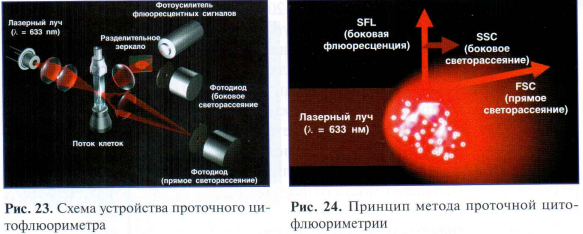 Фотоусилитель
флюоресцентных сигналов
Лазерный луч
(λ = 633 nm)
Разделительное
зеркало
Фотодиод
(боковое
светорассеяние
Поток клеток
Фотодиод
(прямое светорассеяние)
Рис. 23. Схема устройства проточного ци-
тофлюориметра
SFL
(боковая
флюоресценция)
SSC
(боковое
светорассеяние)
FSC
(прямое
светорассеяние)
Лазерный луч
(λ = 633 нм)
Рис. 24. Принцип метода проточной цито-
флюориметрии